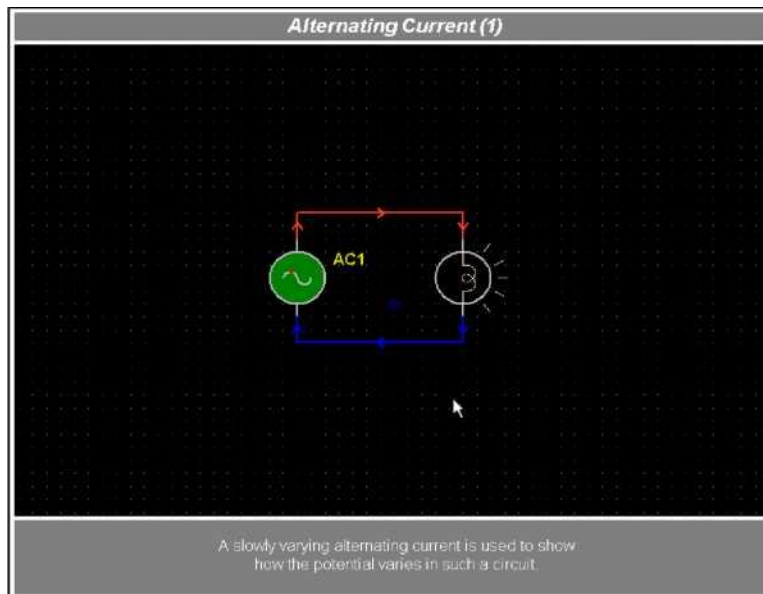 Alternating Current (1)
AC1
A slowly varying alternating current is used to show
how the potential varies in such a circuit.